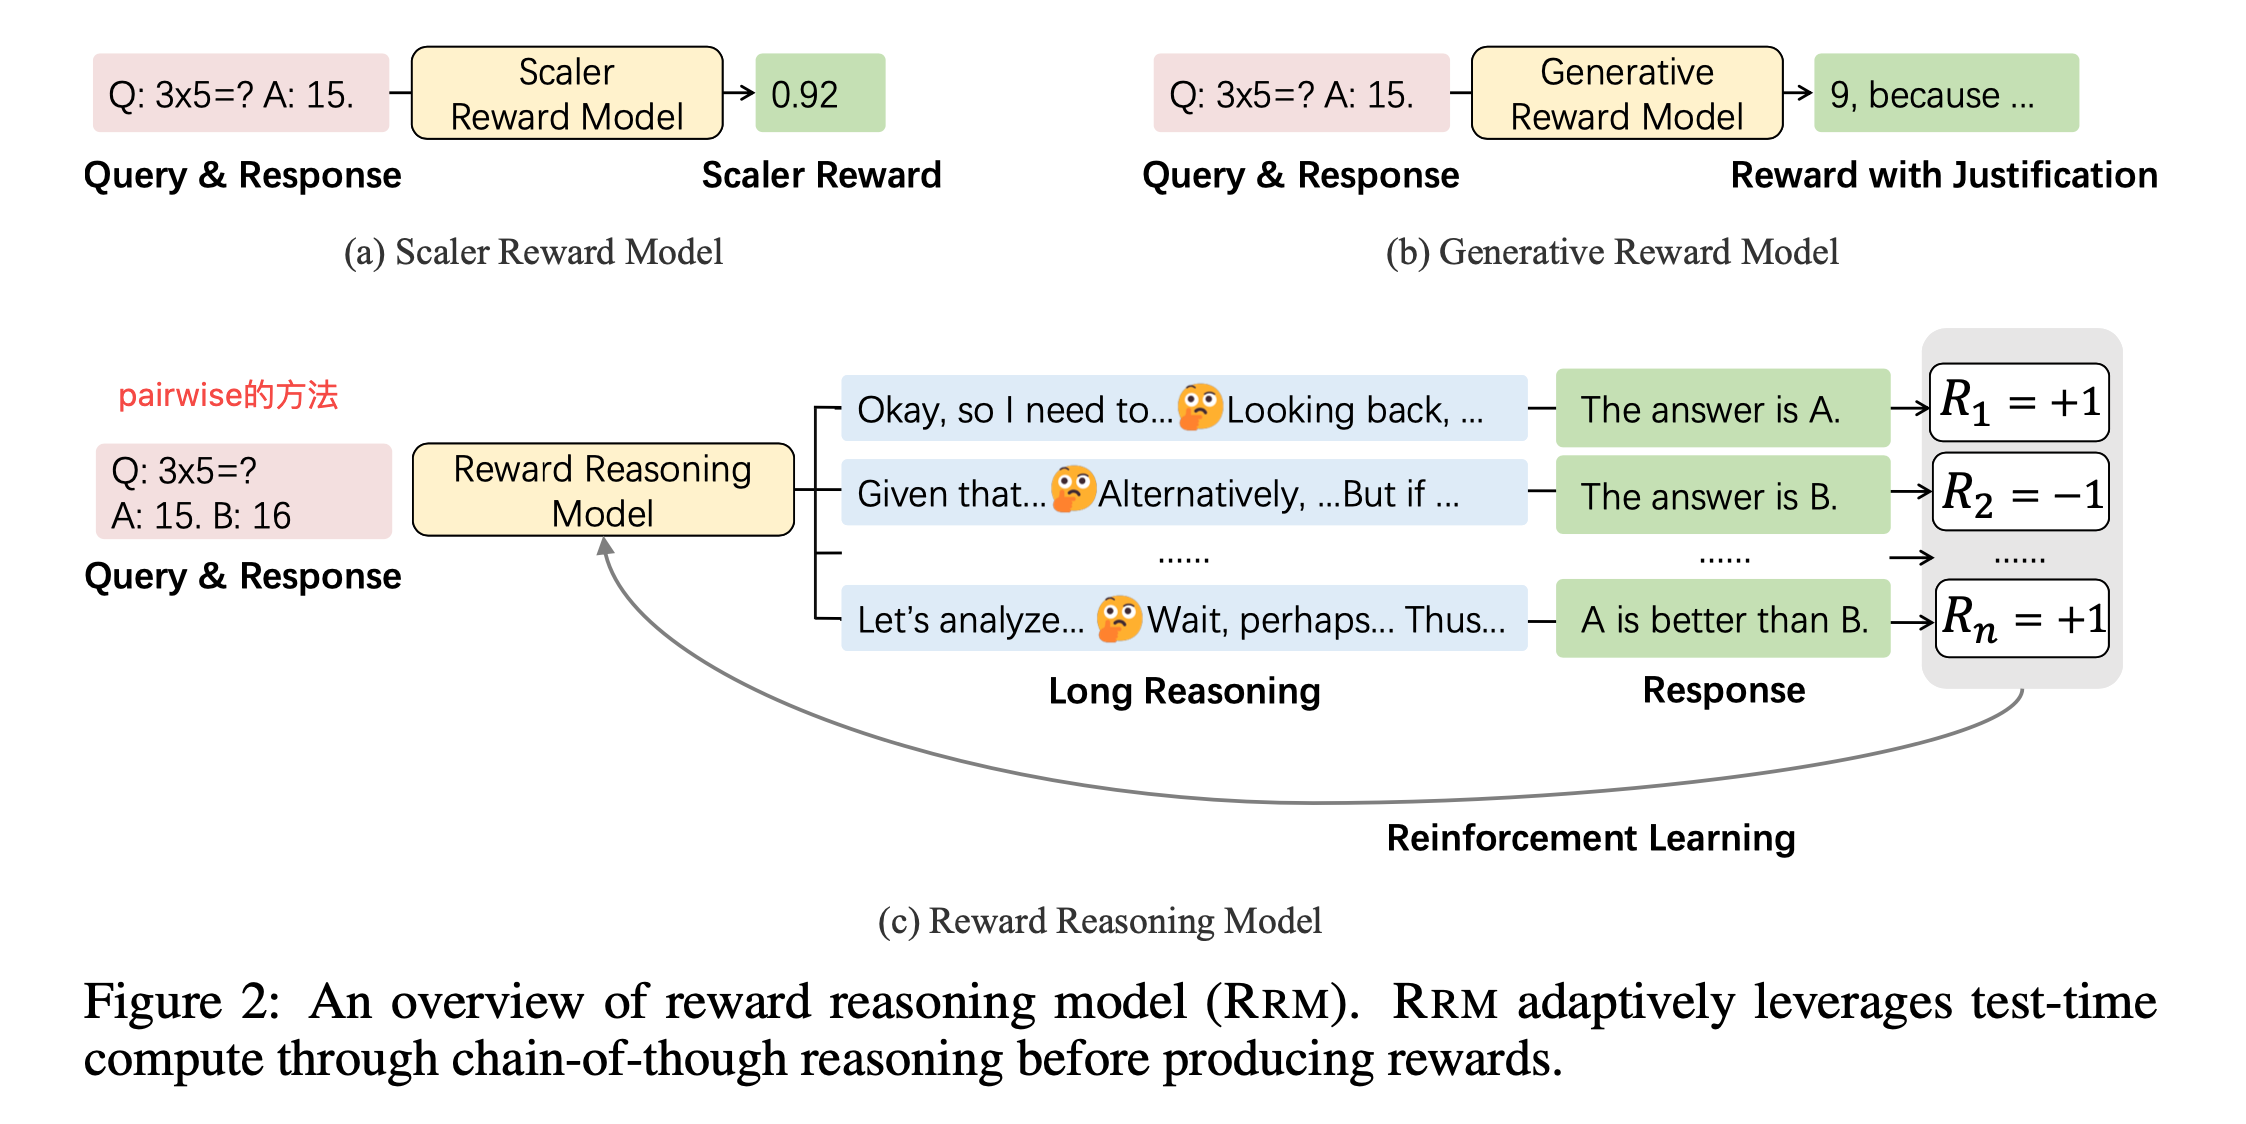 Q: 3x5=? A: 15.
Scaler
Reward Model
0.92
Query & Response
Scaler Reward
(a) Scaler Reward Model
Q: 3x5=? A: 15.
Generative
Reward Model
9, because ...
Query & Response
Reward with Justification
(b) Generative Reward Model
pairwise的方法
Q: 3x5=?
A: 15. B: 16
Query & Response
Reward Reasoning
Model
Okay, so I need to...🤔Looking back, ...
The answer is A.
R₁ = +1
Given that...🤔Alternatively, ...But if ...
The answer is B.
R₂ = −1
......
......
......
Let's analyze... 🤔Wait, perhaps... Thus...
A is better than B.
Rₙ = +1
Long Reasoning
Response
Reinforcement Learning
(c) Reward Reasoning Model
Figure 2: An overview of reward reasoning model (RRM). RRM adaptively leverages test-time
compute through chain-of-though reasoning before producing rewards.